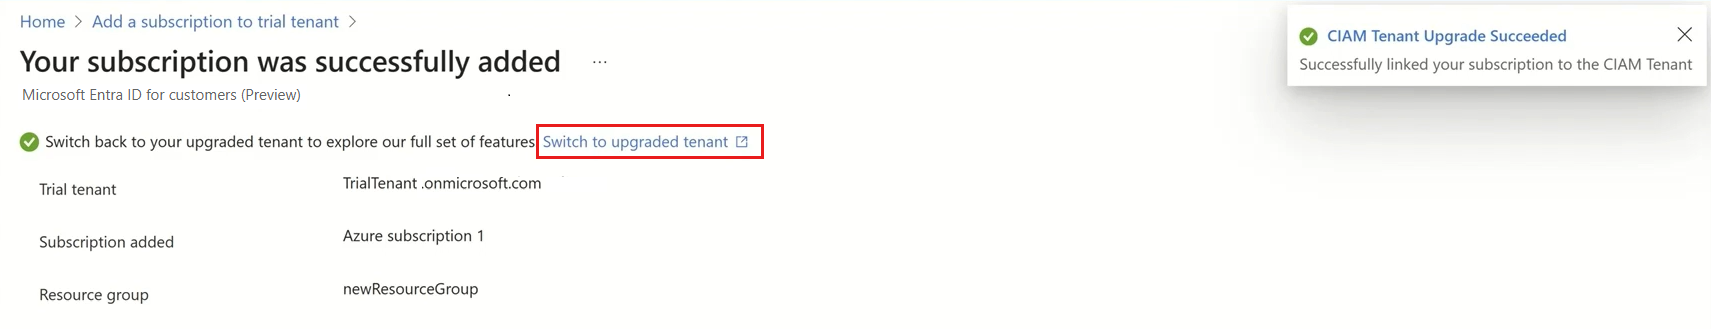 Home > Add a subscription to trial tenant >
Your subscription was successfully added ...
Microsoft Entra ID for customers (Preview)
Switch back to your upgraded tenant to explore our full set of features Switch to upgraded tenant
Trial tenant TrialTenant .onmicrosoft.com
Subscription added Azure subscription 1
Resource group newResourceGroup
CIAM Tenant Upgrade Succeeded
Successfully linked your subscription to the CIAM Tenant